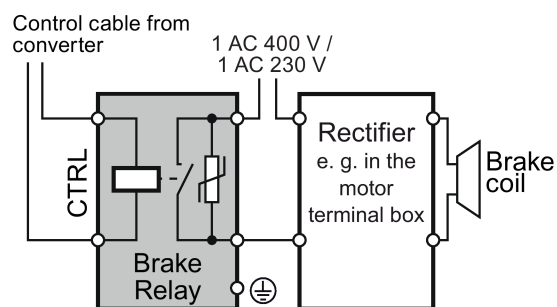 Control cable from
converter
1 AC 400 V /
1 AC 230 V
CTRL
Rectifier
e. g. in the
motor
terminal box
Brake
coil
Brake
Relay